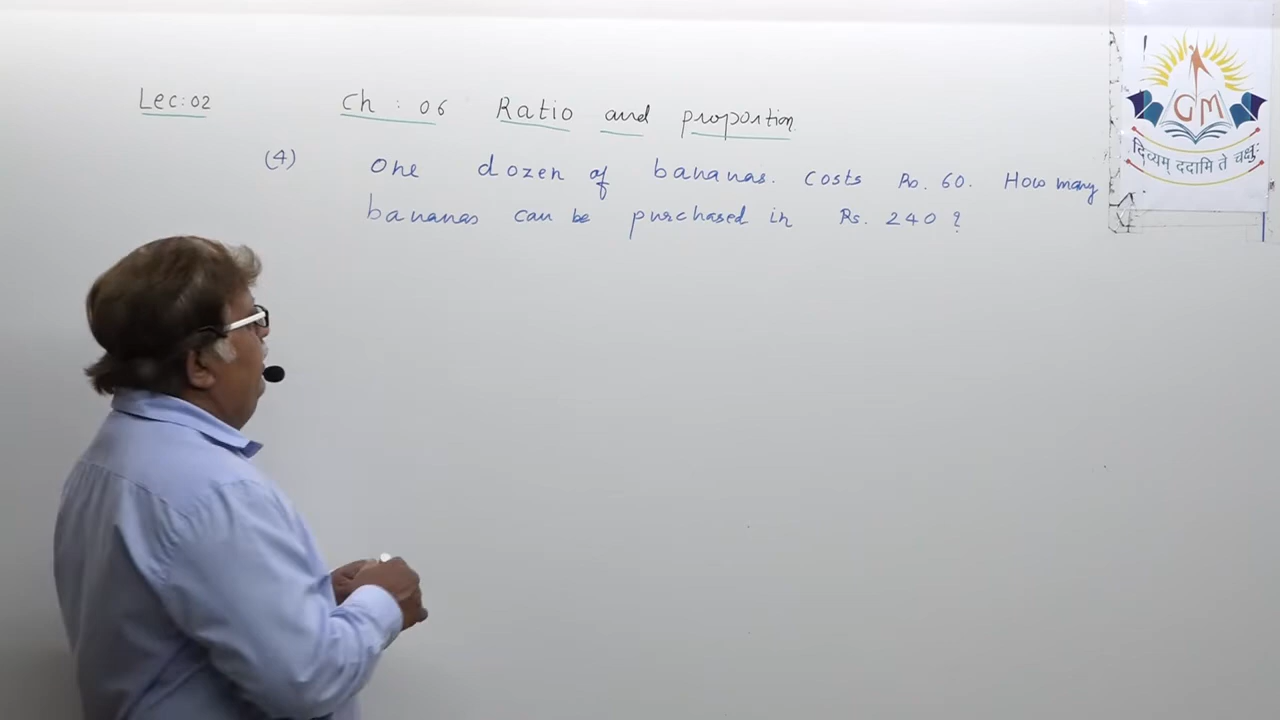 Lec: 02
Ch : 06 Ratio and proportion
(4) One dozen of bananas. costs Rs. 60. How many
bananas can be purchased in Rs. 240 ?
GM
दिव्यम् ददामि ते चक्षुः